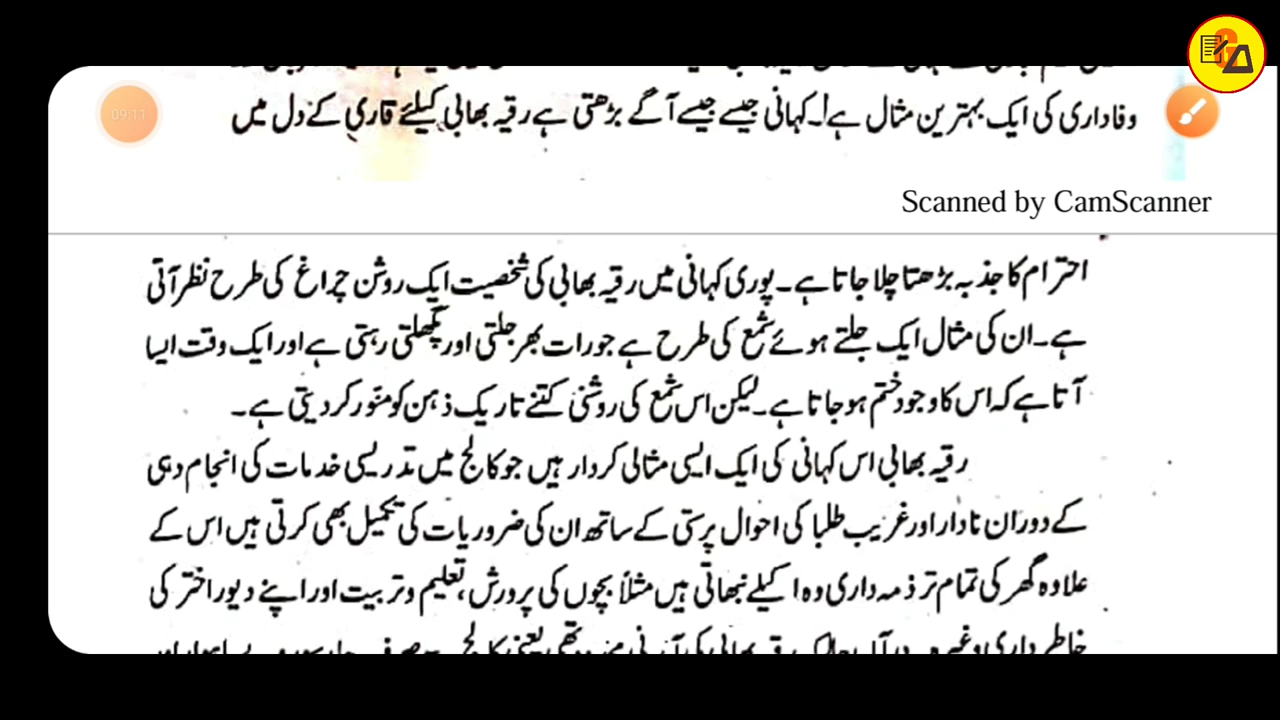 09:11
وفاداری کی ایک بہترین مثال ہے۔ کہانی جیسے جیسے آگے بڑھتی ہے رقیہ بھابی کیلئے قاری کے دل میں
Scanned by CamScanner
احترام کا جذبہ بڑھتا چلا جاتا ہے۔ پوری کہانی میں رقیہ بھابی کی شخصیت ایک روشن چراغ کی طرح نظر آتی
ہے۔ ان کی مثال ایک جلتے ہوئے شمع کی طرح ہے جو رات بھر جلتی اور پگھلتی رہتی ہے اور ایک وقت ایسا
آتا ہے کہ اس کا وجود ختم ہو جاتا ہے۔ لیکن اس شمع کی روشنی کتنے تاریک ذہن کو منّور کر دیتی ہے۔
رقیہ بھابی اس کہانی کی ایک ایسی مثالی کردار ہیں جو کالج میں تدریسی خدمات کی انجام دہی
کے دوران نادار اور غریب طلبا کی احوال پرستی کے ساتھ ان کی ضروریات کی تکمیل بھی کرتی ہیں اس کے
علاوہ گھر کی تمام تر ذمہ داری وہ اکیلے نبھاتی ہیں مثلاً بچوں کی پرورش، تعلیم و تربیت اور اپنے دیور اختر کی
خاطر داری وغیرہ